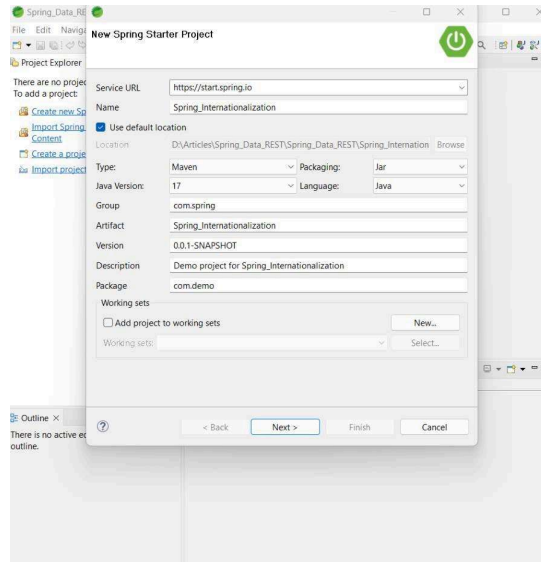 Spring_Data_RE
File Edit Naviga
New Spring Starter Project
Project Explorer
There are no projec
To add a project:
Create new Sp
Import Spring
Content
Create a proje
Import project
Service URL https://start.spring.io
Name Spring_Internationalization
Use default location
Location D:\Articles\Spring_Data_REST\Spring_Data_REST\Spring_Internation Browse
Type: Maven Packaging: Jar
Java Version: 17 Language: Java
Group com.spring
Artifact Spring_Internationalization
Version 0.0.1-SNAPSHOT
Description Demo project for Spring_Internationalization
Package com.demo
Working sets
Add project to working sets New...
Working sets: Select...
Outline
There is no active ed
outline.
< Back Next > Finish Cancel